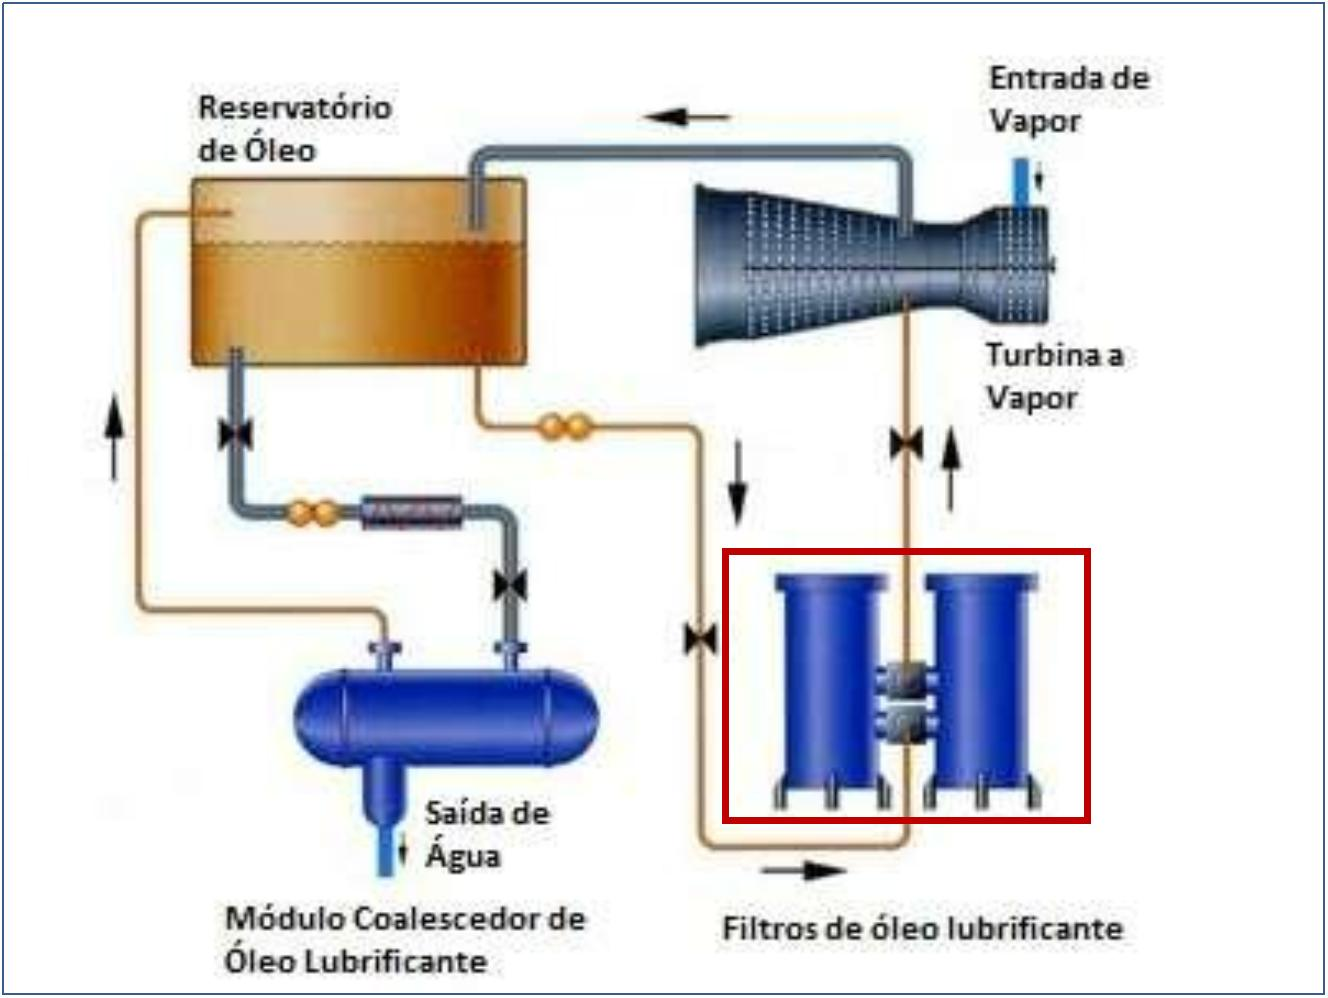 Entrada de
Vapor
Reservatório
de Óleo
Turbina a
Vapor
Saída de
Água
Módulo Coalescedor de
Óleo Lubrificante
Filtros de óleo lubrificante